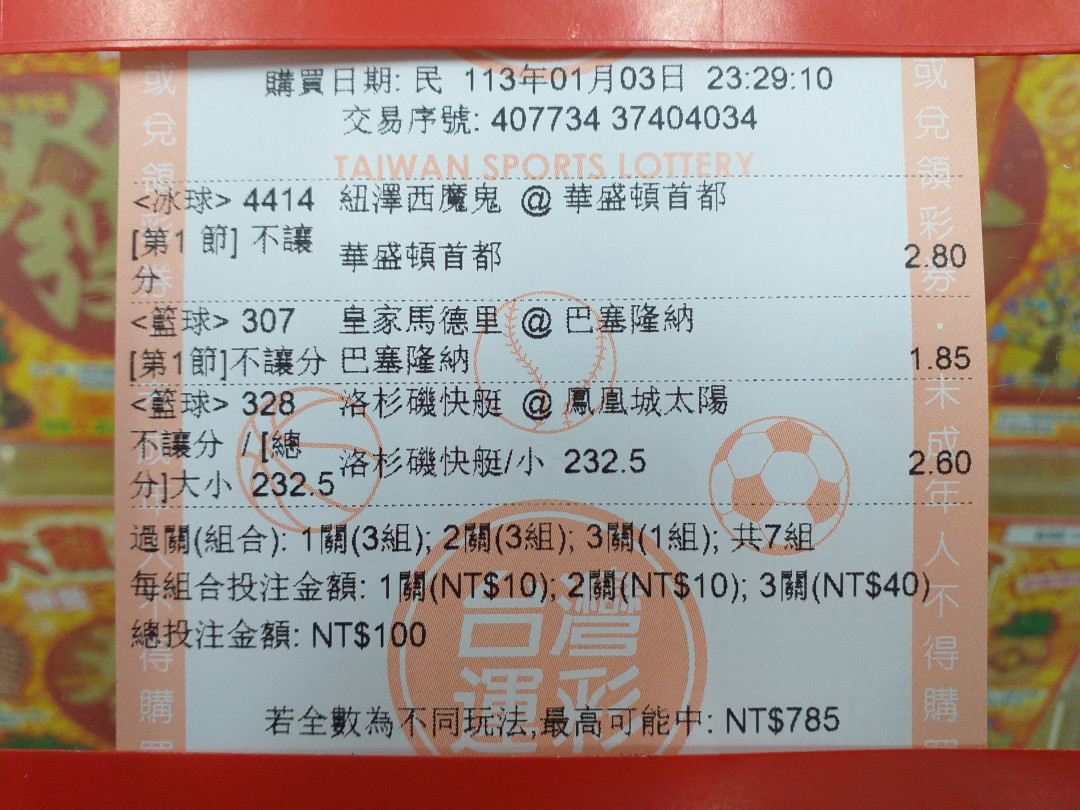 購買日期: 民 113年01月03日 23:29:10
交易序號: 407734 37404034
TAIWAN SPORTS LOTTERY
<冰球> 4414 紐澤西魔鬼 @ 華盛頓首都
[第1 節] 不讓分 華盛頓首都 2.80
<籃球> 307 皇家馬德里 @ 巴塞隆納
[第1節]不讓分 巴塞隆納 1.85
<籃球> 328 洛杉磯快艇 @ 鳳凰城太陽
不讓分 / [總分]大小 232.5 洛杉磯快艇/小 232.5 2.60
過關(組合): 1關(3組); 2關(3組); 3關(1組); 共7組
每組合投注金額: 1關(NT$10); 2關(NT$10); 3關(NT$40)
總投注金額: NT$100
若全數為不同玩法,最高可能中: NT$785
台灣
運彩
或兌領彩券·未成年人不得購買
或兌領彩券·未成年人不得購買